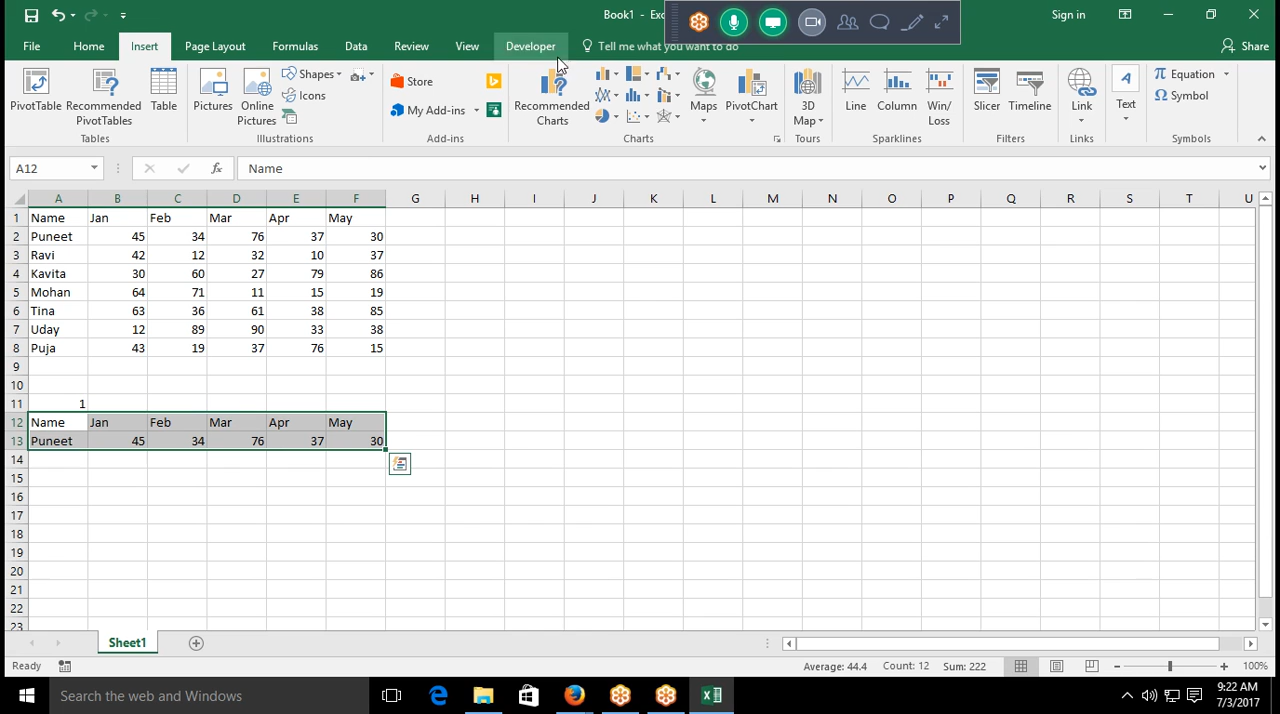 Book1 - Exc
Sign in
File Home Insert Page Layout Formulas Data Review View Developer Tell me what you want to do Share
PivotTable Recommended PivotTables Table Pictures Online Pictures Shapes Icons Store My Add-ins Recommended Charts Maps PivotChart 3D Map Line Column Win/Loss Slicer Timeline Link Text Equation Symbol
Tables Illustrations Add-ins Charts Tours Sparklines Filters Links Symbols
A12 fx Name
A B C D E F G H I J K L M N O P Q R S T U
1 Name Jan Feb Mar Apr May
2 Puneet 45 34 76 37 30
3 Ravi 42 12 32 10 37
4 Kavita 30 60 27 79 86
5 Mohan 64 71 11 15 19
6 Tina 63 36 61 38 85
7 Uday 12 89 90 33 38
8 Puja 43 19 37 76 15
9
10
11 1
12 Name Jan Feb Mar Apr May
13 Puneet 45 34 76 37 30
14
15
16
17
18
19
20
21
22
23
Sheet1
Ready Average: 44.4 Count: 12 Sum: 222 100%
Search the web and Windows
9:22 AM
7/3/2017